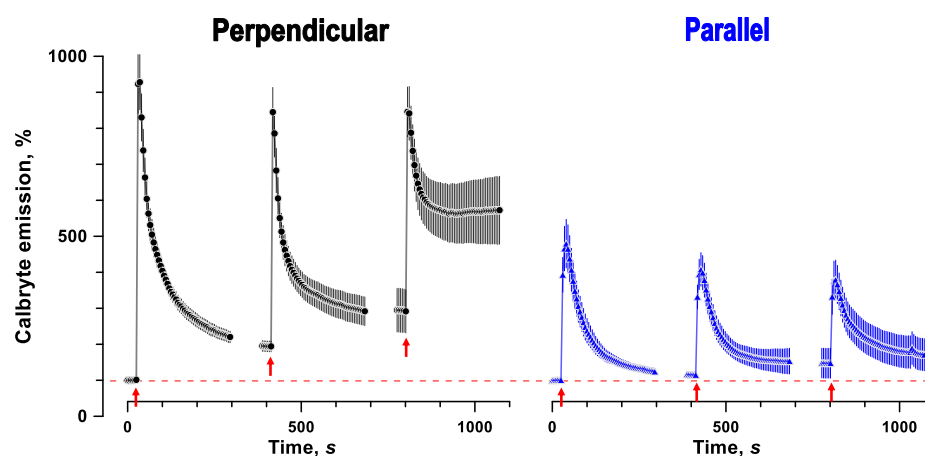 Perpendicular
Parallel
Calbryte emission, %
1000
500
0
0
500
1000
Time, s
0
500
1000
Time, s